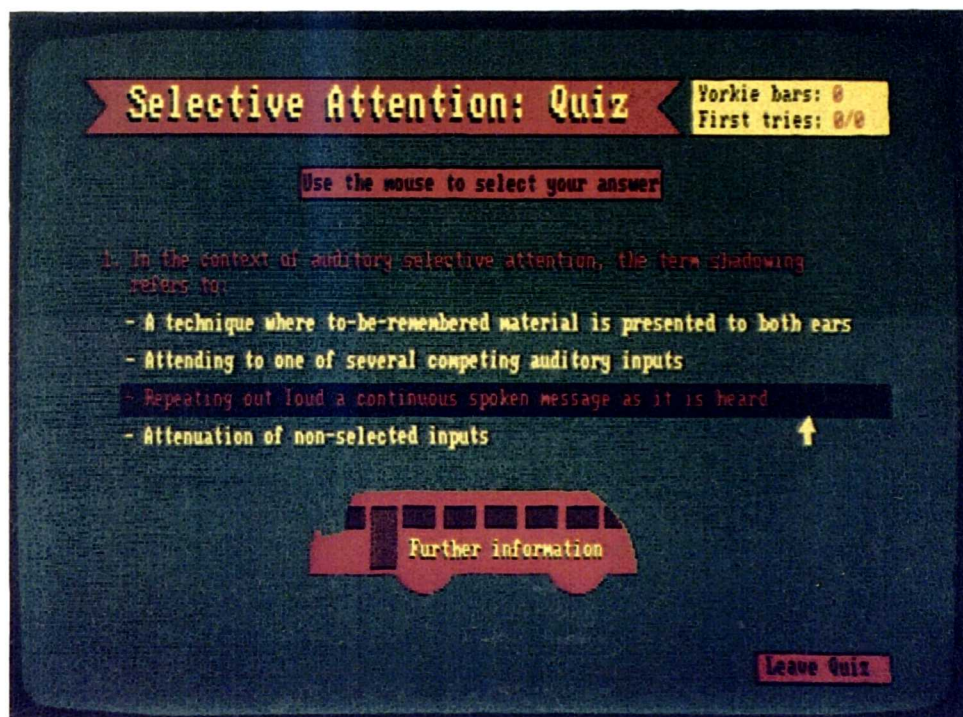 Selective Attention: Quiz
Yorkie bars: 0
First tries: 0/0
Use the mouse to select your answer
1. In the context of auditory selective attention, the term shadowing
refers to:
- A technique where to-be-remembered material is presented to both ears
- Attending to one of several competing auditory inputs
- Repeating out loud a continuous spoken message as it is heard
- Attenuation of non-selected inputs
Further information
Leave Quiz